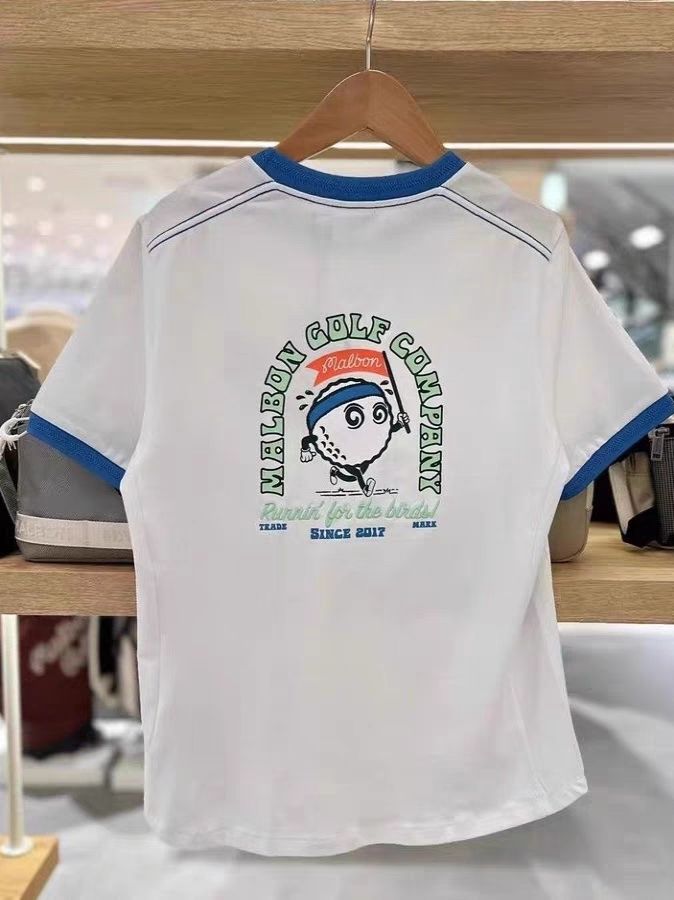 MALBON GOLF COMPANY
Malbon
Runnin' for the birds!
TRADE MARK
SINCE 2017